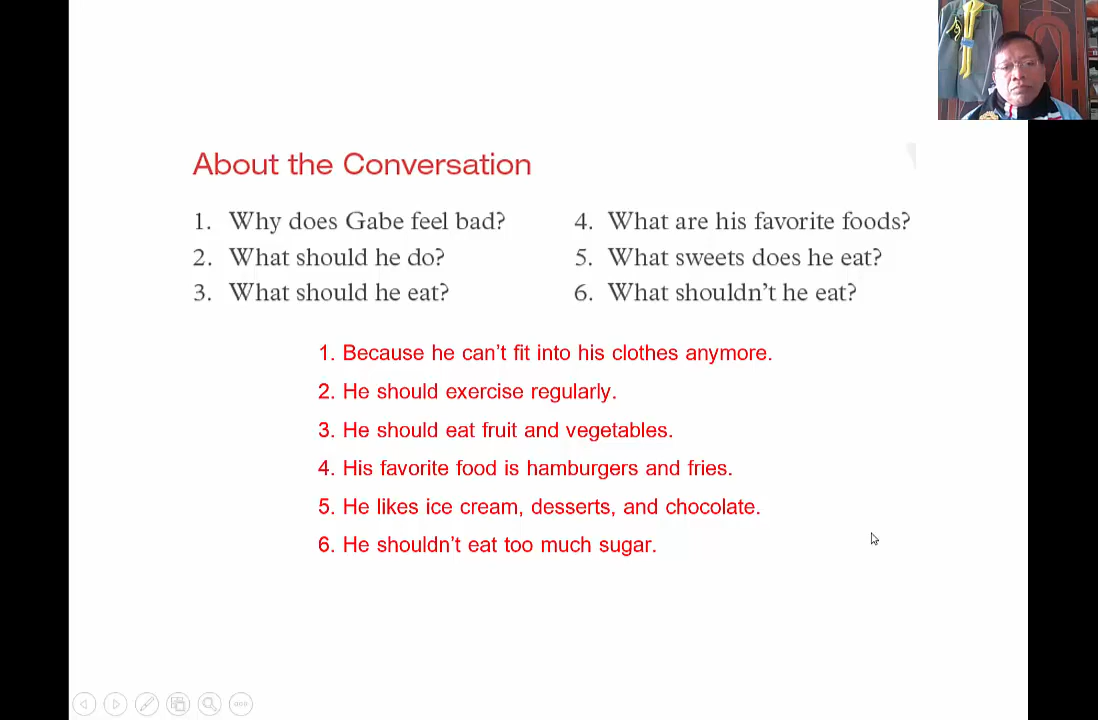 About the Conversation
1. Why does Gabe feel bad?
2. What should he do?
3. What should he eat?
4. What are his favorite foods?
5. What sweets does he eat?
6. What shouldn't he eat?
1. Because he can't fit into his clothes anymore.
2. He should exercise regularly.
3. He should eat fruit and vegetables.
4. His favorite food is hamburgers and fries.
5. He likes ice cream, desserts, and chocolate.
6. He shouldn't eat too much sugar.